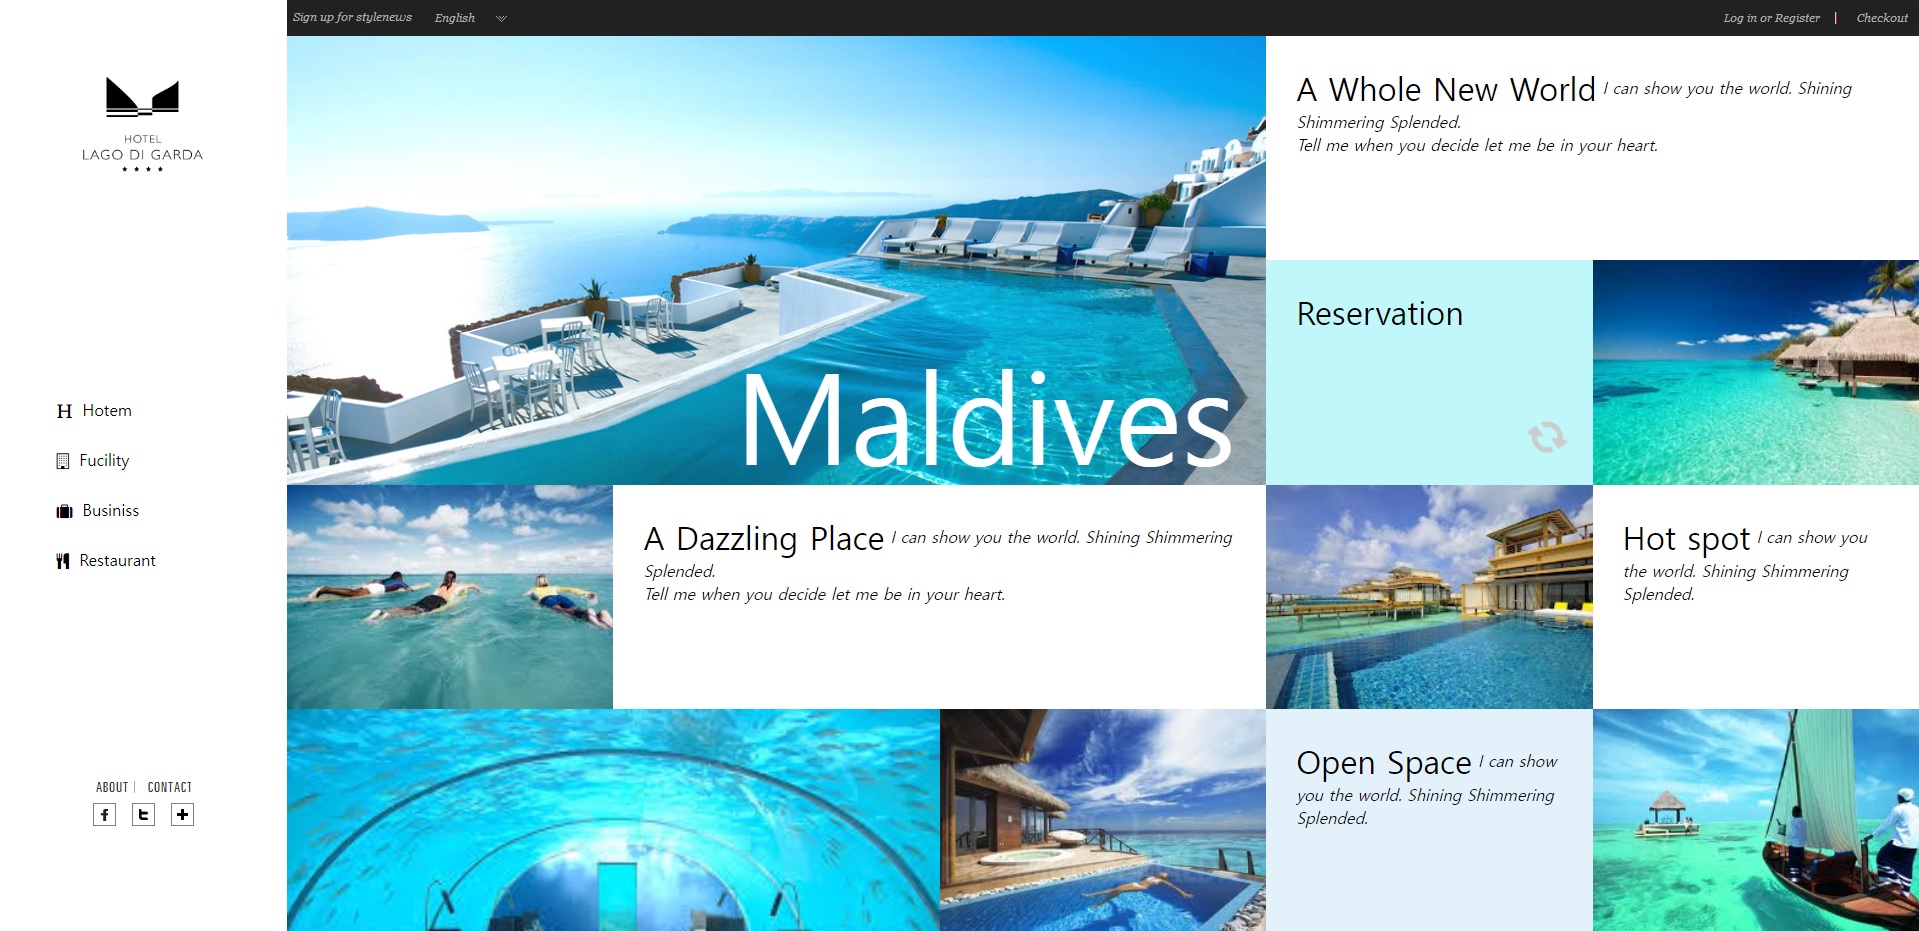 Sign up for stylenews English
Log in or Register | Checkout
HOTEL
LAGO DI GARDA
H Hotem
Fucility
Businiss
Restaurant
ABOUT | CONTACT
Maldives
A Whole New World I can show you the world. Shining
Shimmering Splended.
Tell me when you decide let me be in your heart.
Reservation
A Dazzling Place I can show you the world. Shining Shimmering
Splended.
Tell me when you decide let me be in your heart.
Hot spot I can show you
the world. Shining Shimmering
Splended.
Open Space I can show
you the world. Shining Shimmering
Splended.